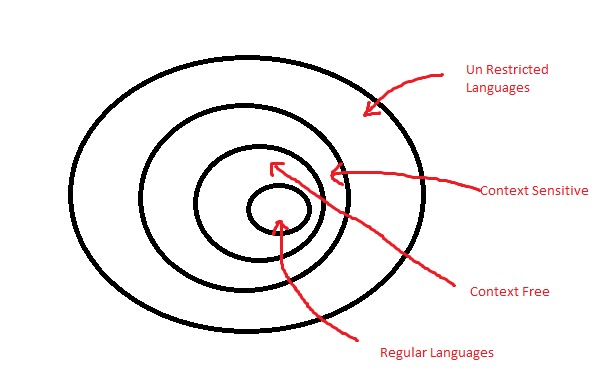 Un Restricted
Languages
Context Sensitive
Context Free
Regular Languages